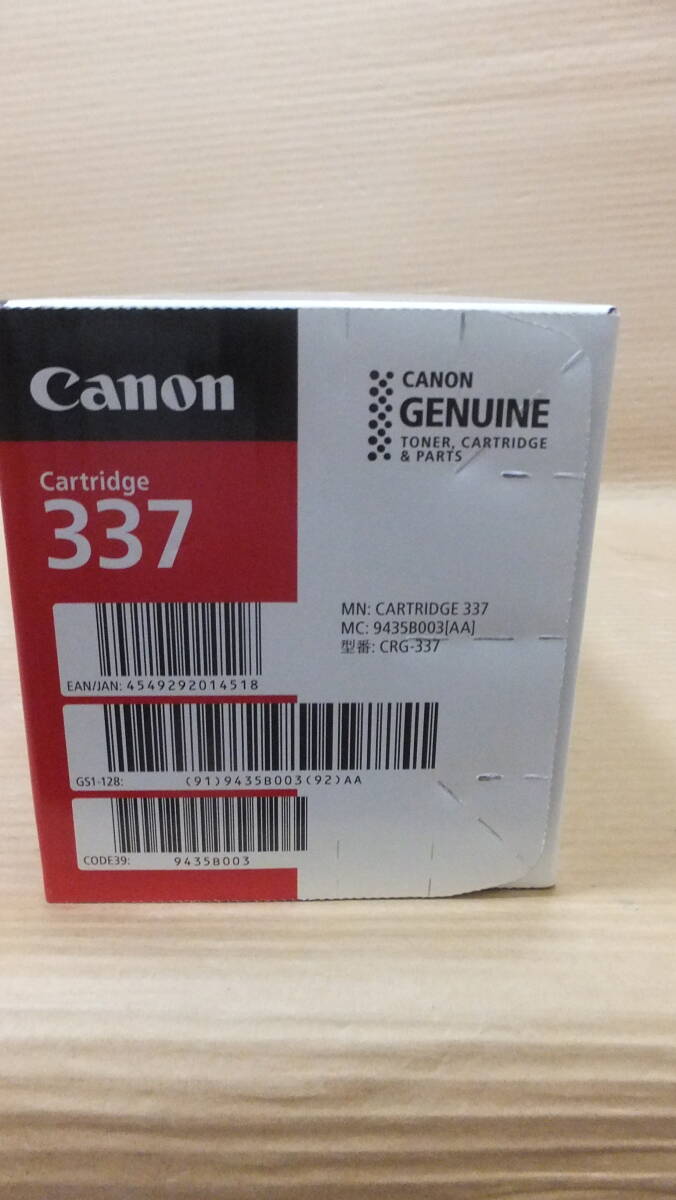 Canon
Cartridge
337
CANON
GENUINE
TONER, CARTRIDGE
& PARTS
MN: CARTRIDGE 337
MC: 9435B003[AA]
型番: CRG-337
EAN/JAN: 4549292014518
GS1-128: (91)9435B003(92)AA
CODE39: 9435B003